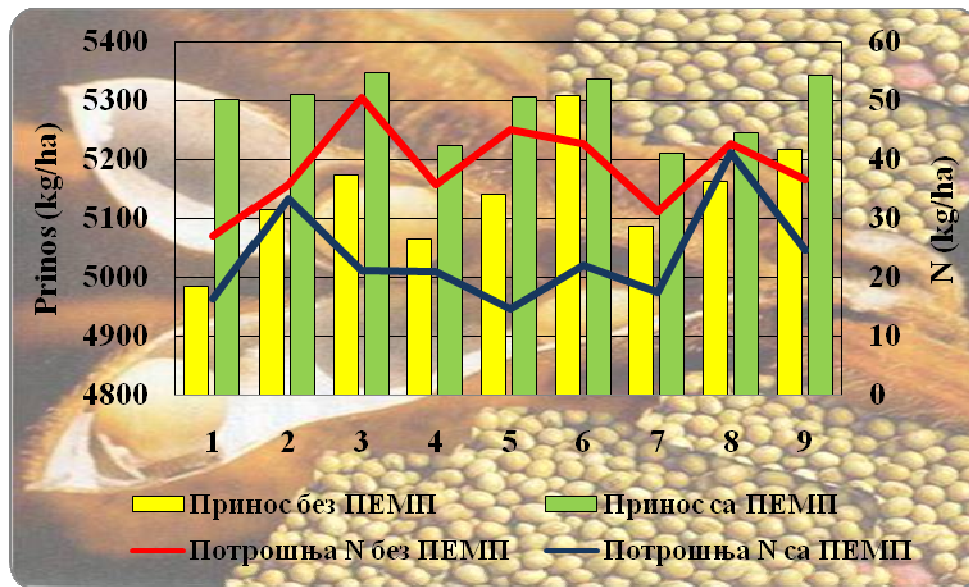 5400
60
5300
50
5200
40
5100
30
5000
20
4900
10
4800
0
Prinos (kg/ha)
N (kg/ha)
1 2 3 4 5 6 7 8 9
Принос без ПЕМП
Принос са ПЕМП
Потрошња N без ПЕМП
Потрошња N са ПЕМП